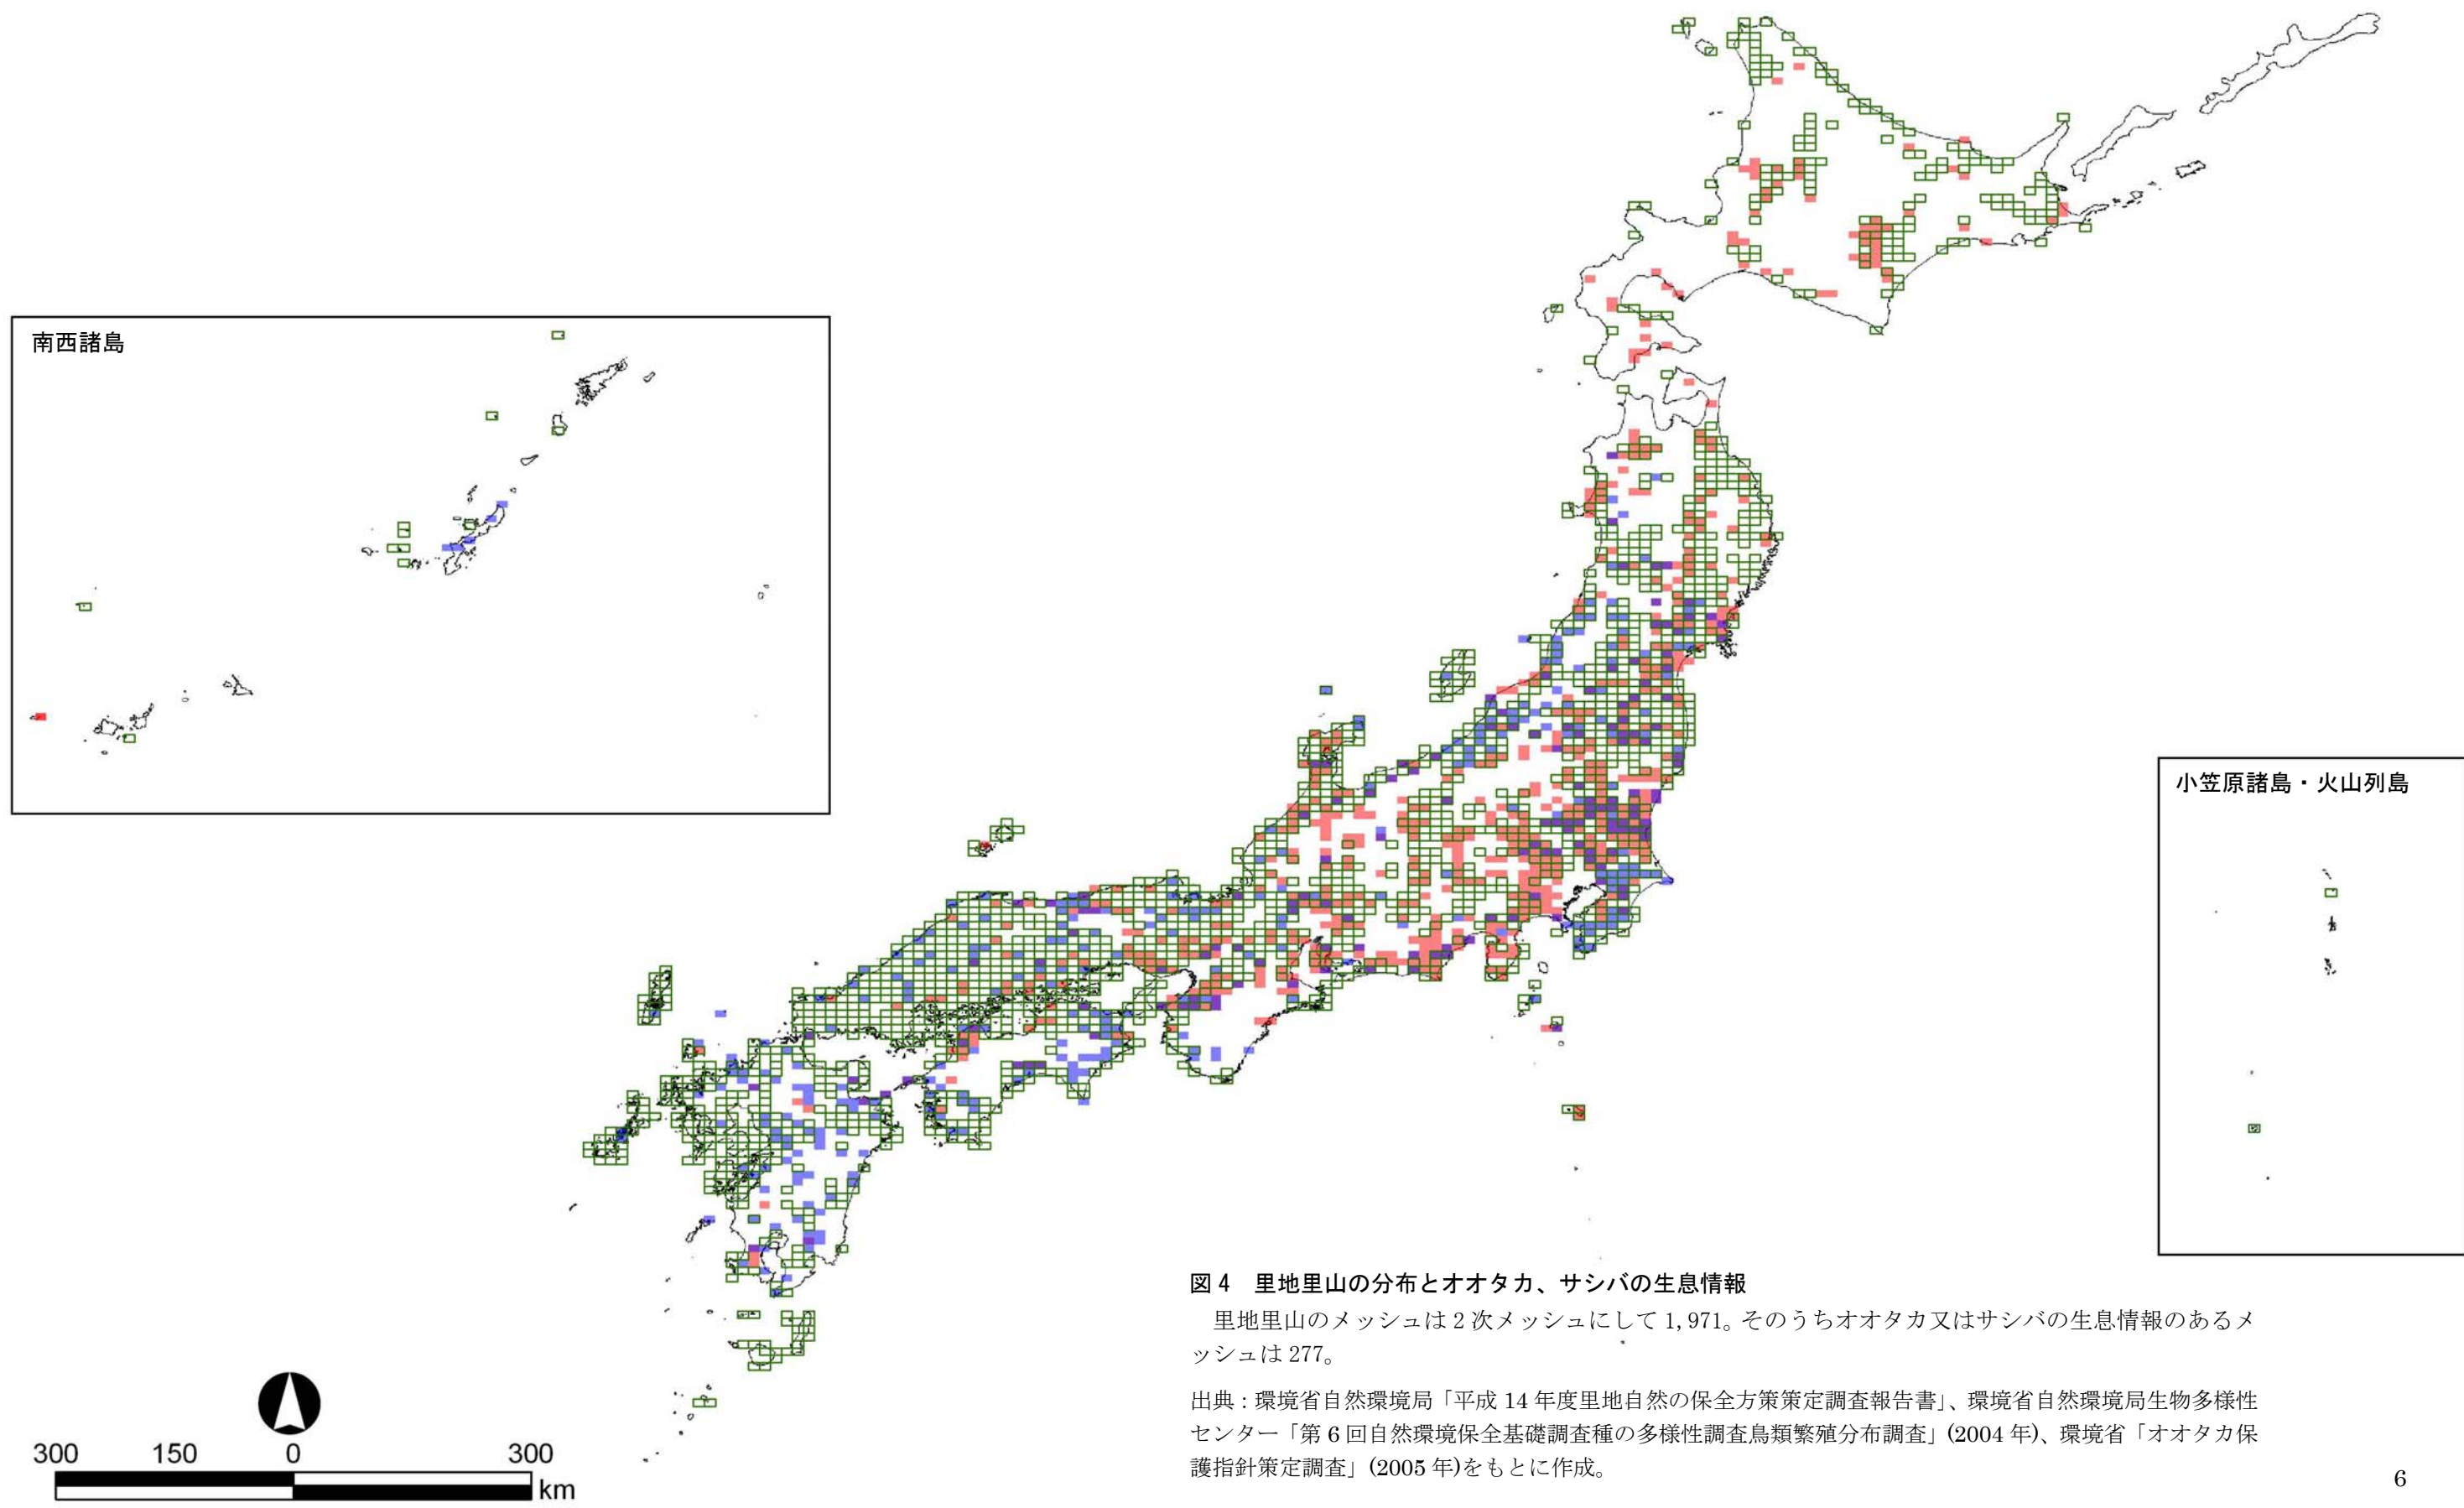 南西諸島
小笠原諸島・火山列島
図 4　里地里山の分布とオオタカ、サシバの生息情報
里地里山のメッシュは 2 次メッシュにして 1,971。そのうちオオタカ又はサシバの生息情報のあるメ
ッシュは 277。
出典：環境省自然環境局「平成 14 年度里地自然の保全方策策定調査報告書」、環境省自然環境局生物多様性
センター「第 6 回自然環境保全基礎調査種の多様性調査鳥類繁殖分布調査」(2004 年)、環境省「オオタカ保
護指針策定調査」(2005 年)をもとに作成。
300 150 0 300
km
6